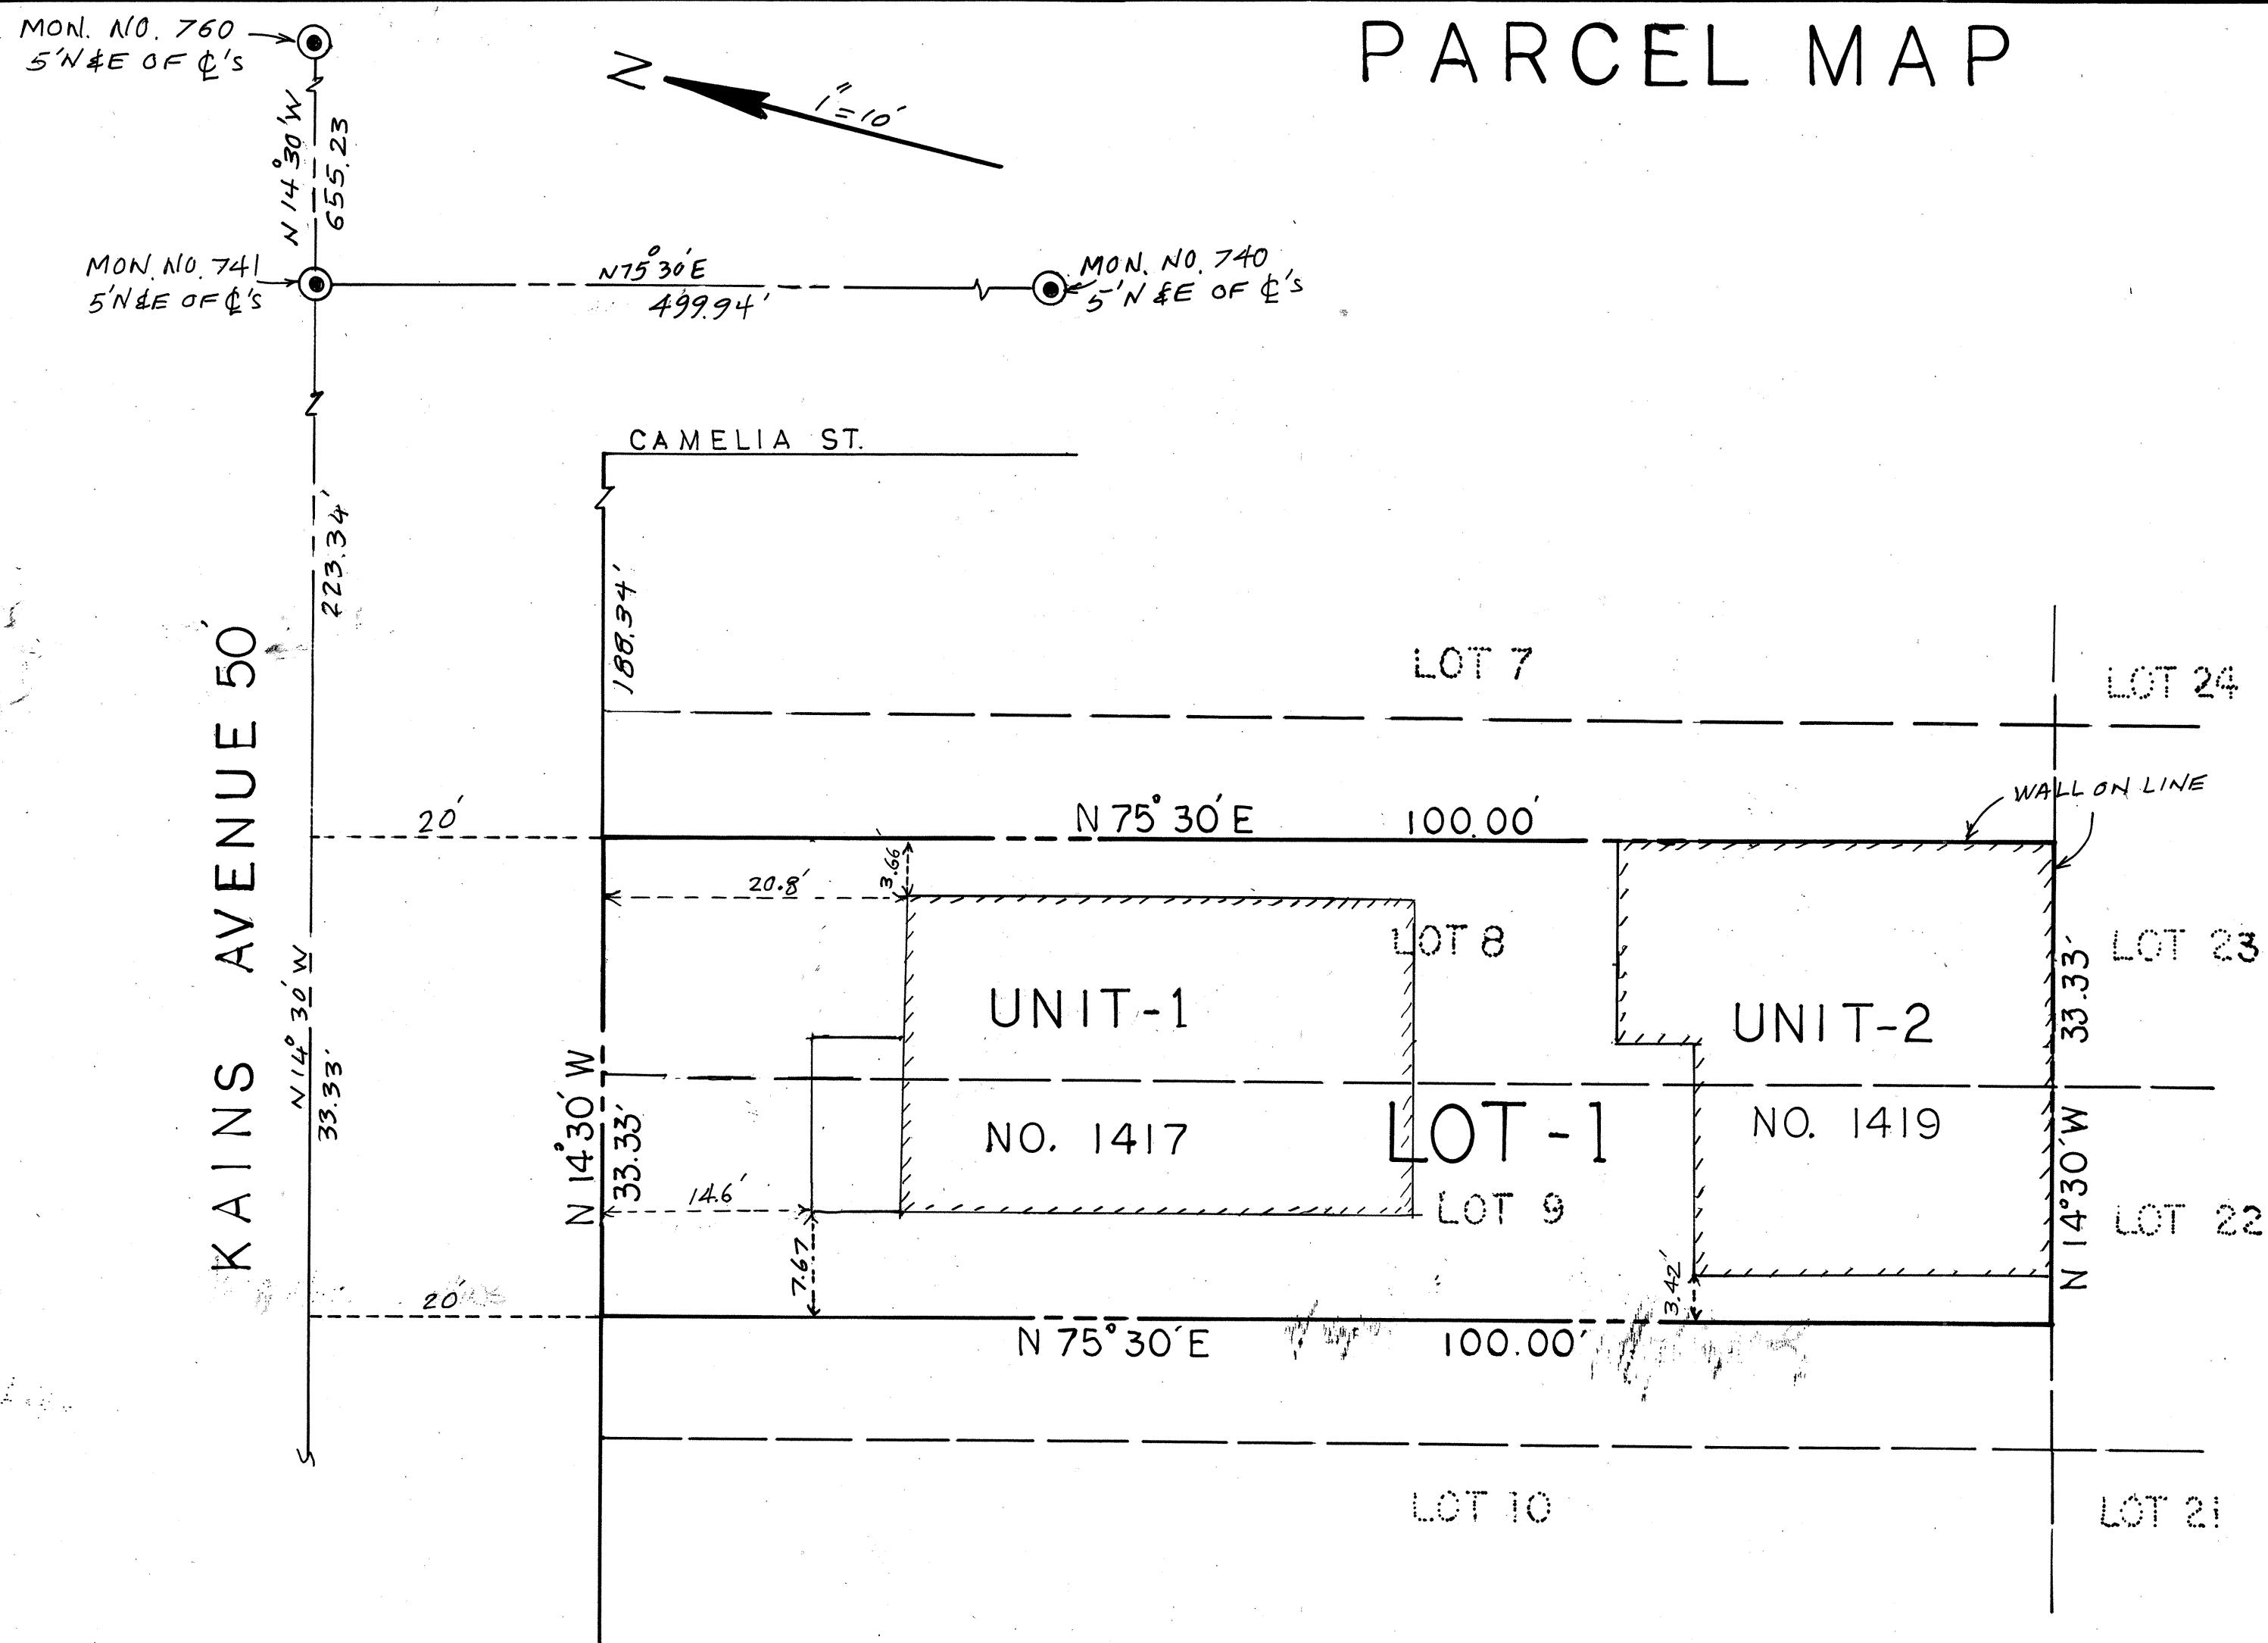 PARCEL MAP
MON. NO. 760
5'N & E OF ℄'s
N
1"=10'
N 14°30'W
655.23
MON. NO. 741
5'N & E OF ℄'s
N75°30'E
499.94'
MON. NO. 740
5'N & E OF ℄'s
CAMELIA ST.
223.34'
188.34'
KAINS AVENUE 50'
LOT 7
LOT 24
WALL ON LINE
20'
N 75°30'E 100.00'
20.8'
3.66
LOT 8
LOT 23
UNIT-1
UNIT-2
33.33'
N 14°30'W
33.33'
N 14°30'W
33.33'
NO. 1417
LOT-1
NO. 1419
N 14°30'W
14.6'
LOT 9
LOT 22
7.67
3.42'
20'
N 75°30'E 100.00'
LOT 10
LOT 21